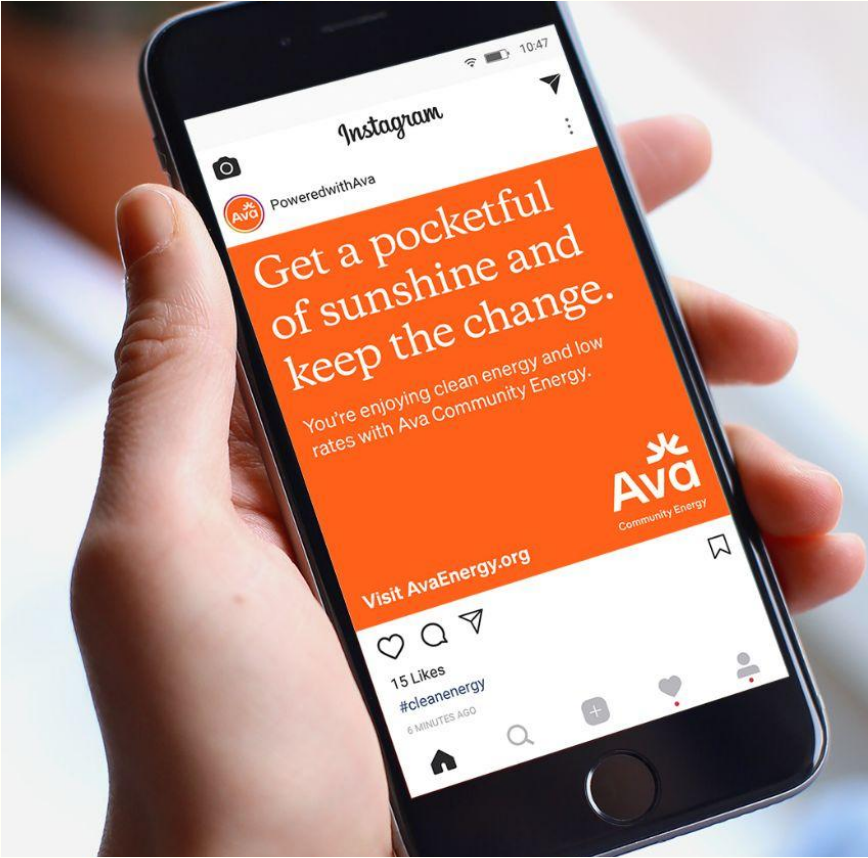 10:47
Instagram
Ava
PoweredwithAva
Get a pocketful
of sunshine and
keep the change.
You're enjoying clean energy and low
rates with Ava Community Energy.
Ava
Community Energy
Visit AvaEnergy.org
15 Likes
#cleanenergy
6 MINUTES AGO